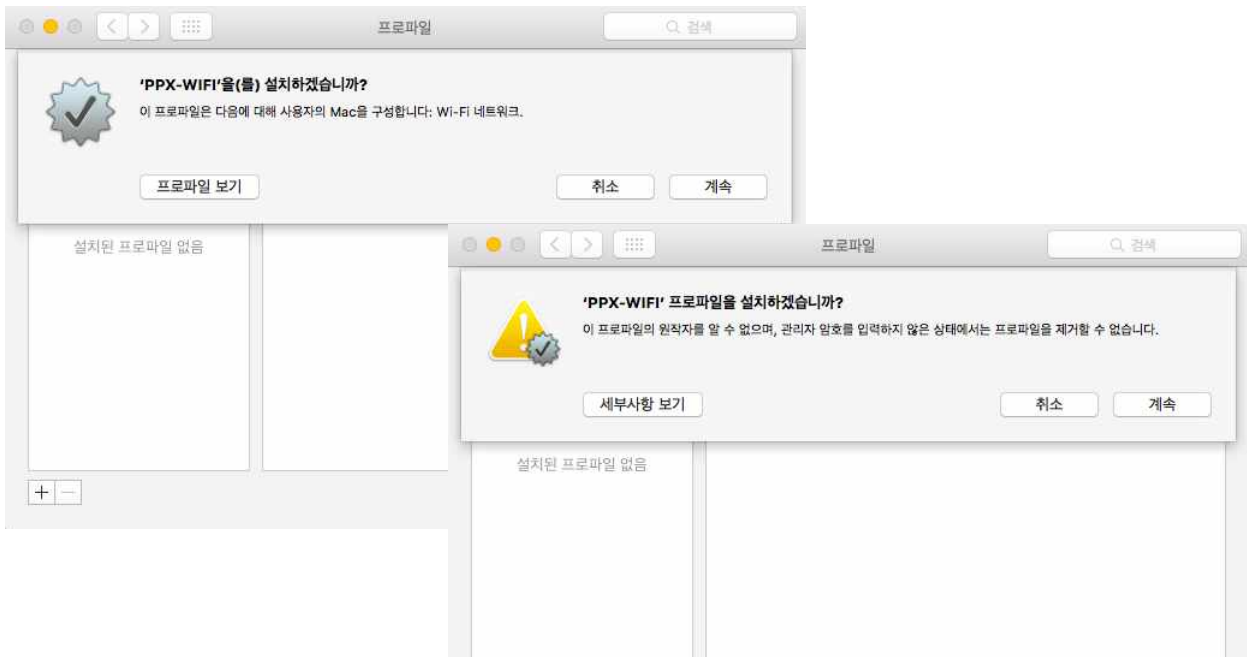 프로파일
검색
‘PPX-WIFI’을(를) 설치하겠습니까?
이 프로파일은 다음에 대해 사용자의 Mac을 구성합니다: Wi-Fi 네트워크.
프로파일 보기
취소
계속
설치된 프로파일 없음
프로파일
검색
‘PPX-WIFI’ 프로파일을 설치하겠습니까?
이 프로파일의 원작자를 알 수 없으며, 관리자 암호를 입력하지 않은 상태에서는 프로파일을 제거할 수 없습니다.
세부사항 보기
취소
계속
설치된 프로파일 없음